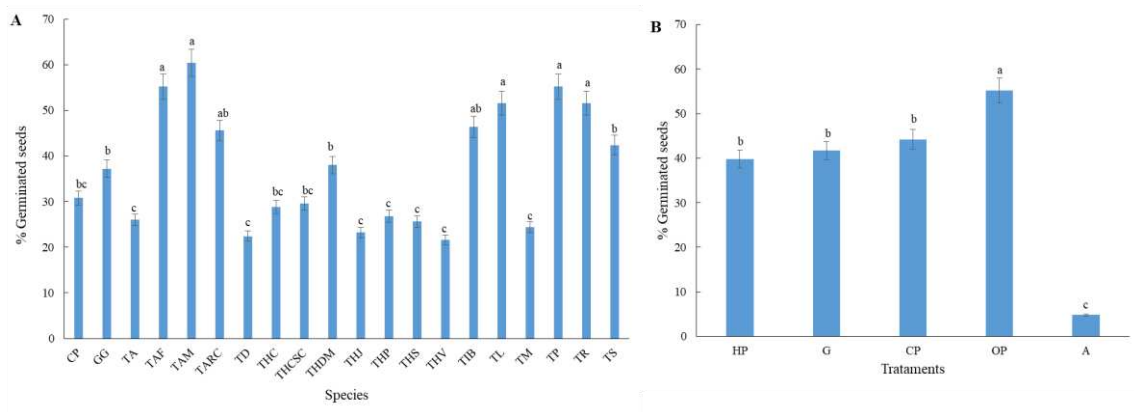 A
% Germinated seeds
70
60
50
40
30
20
10
0
bc
b
c
a
a
ab
c
bc
bc
b
c
c
c
c
ab
a
c
a
a
b
CP GG TA TAF TAM TARC TD THC THCSC THDM THJ THP THS THV TIB TL TM TP TR TS
Species
B
% Germinated seeds
70
60
50
40
30
20
10
0
b
b
b
a
c
HP G CP OP A
Trataments